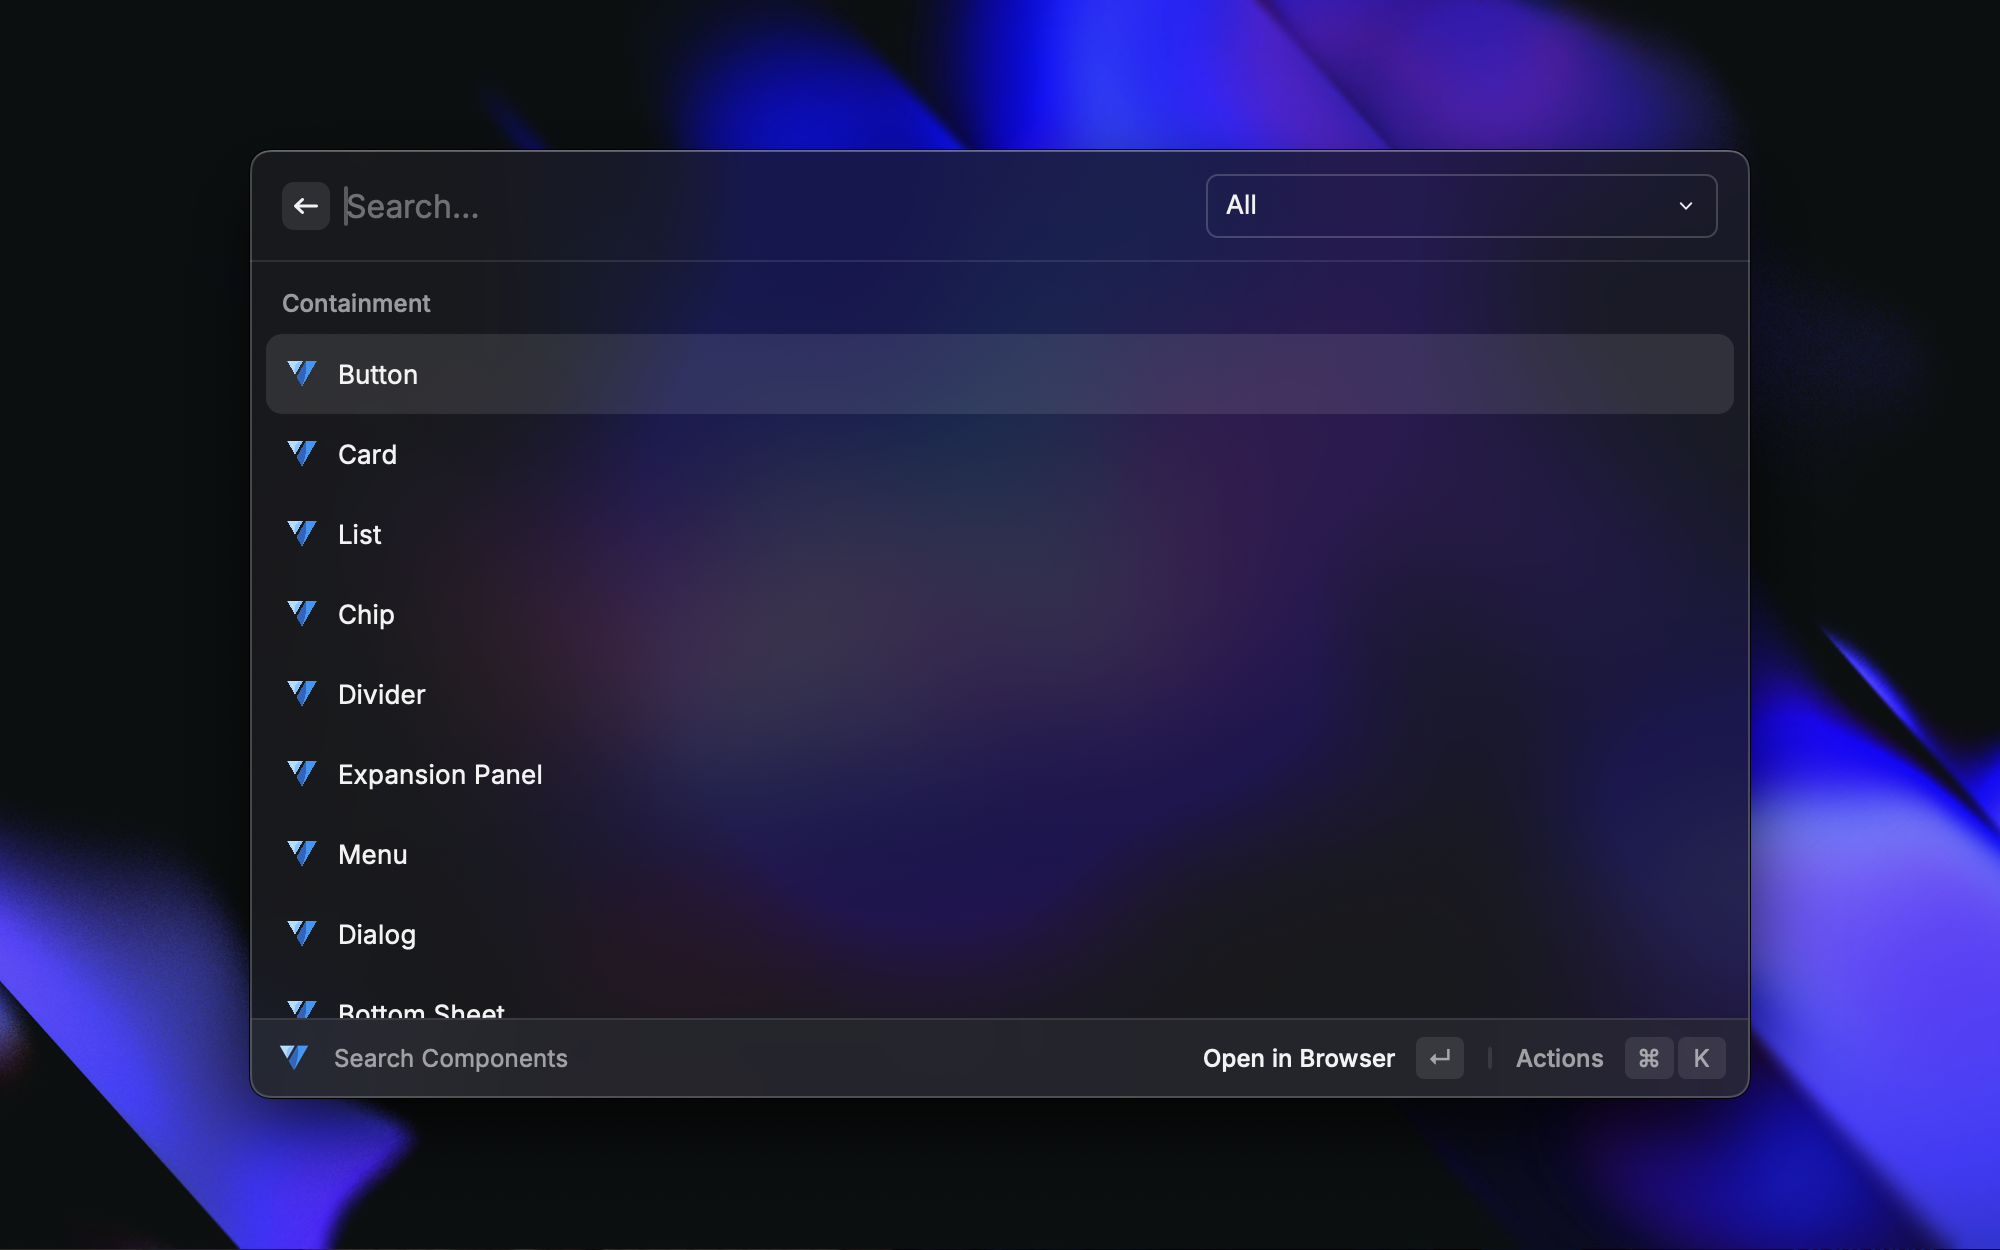 Search...
All
Containment
Button
Card
List
Chip
Divider
Expansion Panel
Menu
Dialog
Bottom Sheet
Search Components
Open in Browser ↵ Actions ⌘ K